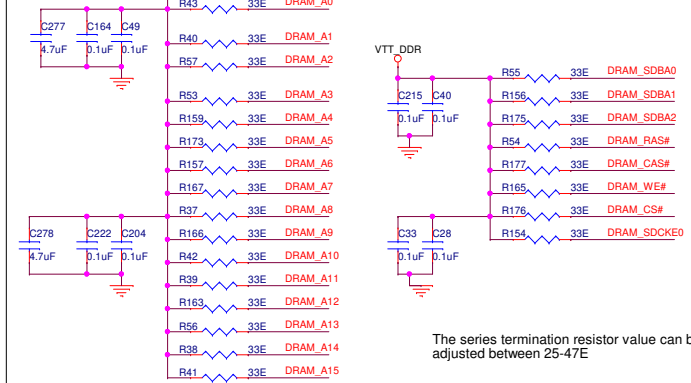 R43 33E DRAM_A0
C277 C164 C49
4.7uF 0.1uF 0.1uF
R40 33E DRAM_A1
R57 33E DRAM_A2
R53 33E DRAM_A3
R159 33E DRAM_A4
R173 33E DRAM_A5
R157 33E DRAM_A6
R167 33E DRAM_A7
R37 33E DRAM_A8
C278 C222 C204
4.7uF 0.1uF 0.1uF
R166 33E DRAM_A9
R42 33E DRAM_A10
R39 33E DRAM_A11
R163 33E DRAM_A12
R56 33E DRAM_A13
R38 33E DRAM_A14
R41 33E DRAM_A15
VTT_DDR
R55 33E DRAM_SDBA0
C215 C40
0.1uF 0.1uF
R156 33E DRAM_SDBA1
R175 33E DRAM_SDBA2
R54 33E DRAM_RAS#
R177 33E DRAM_CAS#
R165 33E DRAM_WE#
R176 33E DRAM_CS#
C33 C28
0.1uF 0.1uF
R154 33E DRAM_SDCKE0
The series termination resistor value can
adjusted between 25-47E